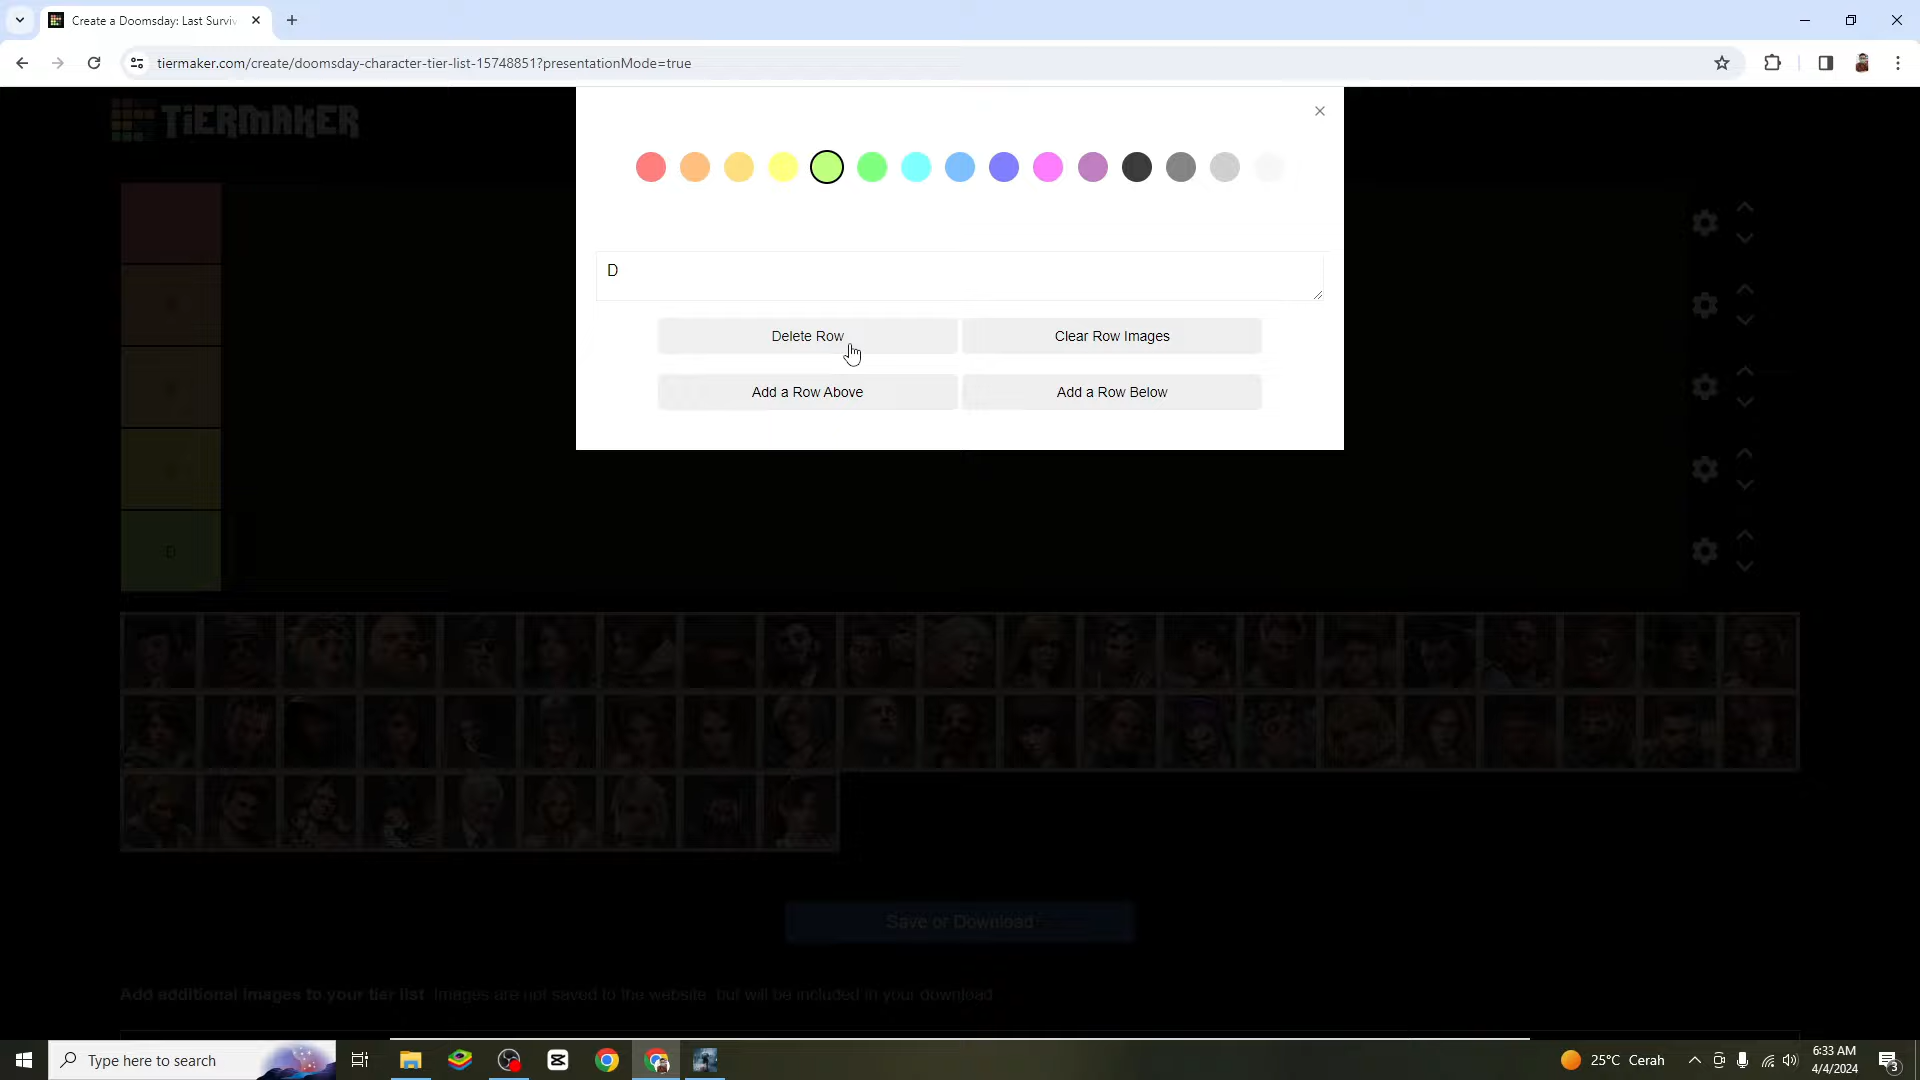 Create a Doomsday: Last Surviv
tiermaker.com/create/doomsday-character-tier-list-15748851?presentationMode=true
TiERMAKER
D
Delete Row
Clear Row Images
Add a Row Above
Add a Row Below
D
Save or Download
Add additional images to your tier list. Images are not saved to the website, but will be included in your download
Type here to search
25°C Cerah
6:33 AM
4/4/2024
3